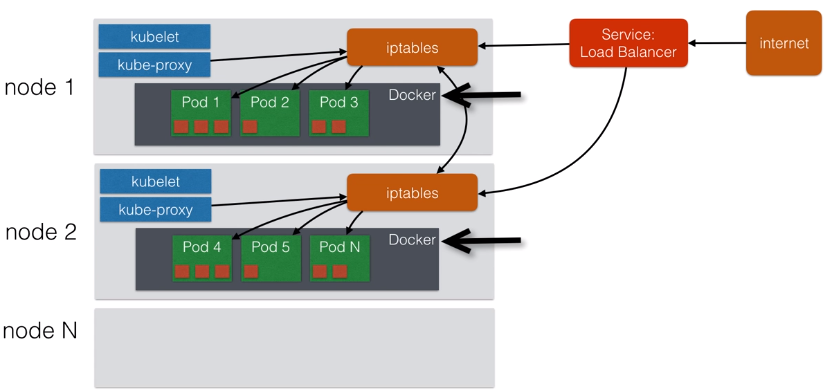 kubelet
kube-proxy
iptables
Service:
Load Balancer
internet
node 1
Docker
Pod 1
Pod 2
Pod 3
kubelet
kube-proxy
iptables
node 2
Docker
Pod 4
Pod 5
Pod N
node N